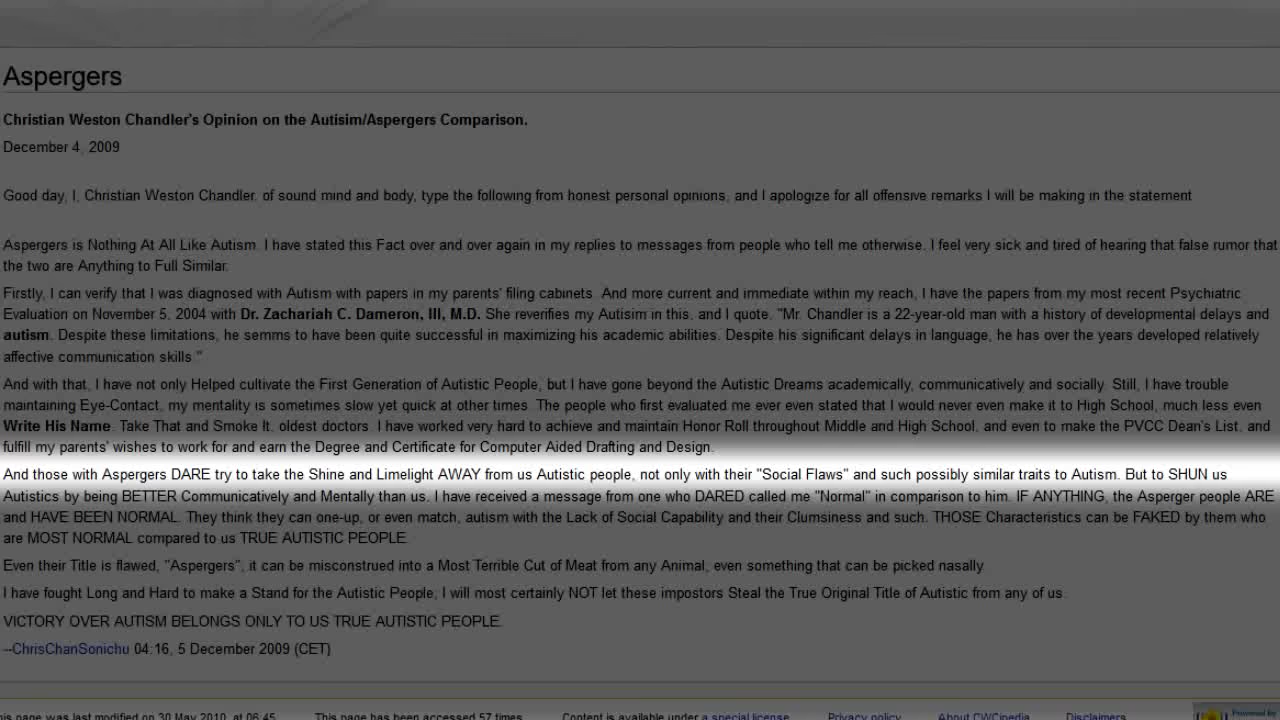 Aspergers
Christian Weston Chandler's Opinion on the Autisim/Aspergers Comparison.
December 4, 2009
Good day, I, Christian Weston Chandler, of sound mind and body, type the following from honest personal opinions, and I apologize for all offensive remarks I will be making in the statement
Aspergers is Nothing At All Like Autism. I have stated this Fact over and over again in my replies to messages from people who tell me otherwise. I feel very sick and tired of hearing that false rumor that
the two are Anything to Full Similar.
Firstly, I can verify that I was diagnosed with Autism with papers in my parents' filing cabinets. And more current and immediate within my reach, I have the papers from my most recent Psychiatric
Evaluation on November 5, 2004 with Dr. Zachariah C. Dameron, III, M.D. She reverifies my Autisim in this, and I quote, "Mr. Chandler is a 22-year-old man with a history of developmental delays and
autism. Despite these limitations, he semms to have been quite successful in maximizing his academic abilities. Despite his significant delays in language, he has over the years developed relatively
affective communication skills."
And with that, I have not only Helped cultivate the First Generation of Autistic People, but I have gone beyond the Autistic Dreams academically, communicatively and socially. Still, I have trouble
maintaining Eye-Contact, my mentality is sometimes slow yet quick at other times. The people who first evaluated me ever even stated that I would never even make it to High School, much less even
Write His Name. Take That and Smoke It, oldest doctors. I have worked very hard to achieve and maintain Honor Roll throughout Middle and High School, and even to make the PVCC Dean's List, and
fulfill my parents' wishes to work for and earn the Degree and Certificate for Computer Aided Drafting and Design.
And those with Aspergers DARE try to take the Shine and Limelight AWAY from us Autistic people, not only with their "Social Flaws" and such possibly similar traits to Autism. But to SHUN us
Autistics by being BETTER Communicatively and Mentally than us. I have received a message from one who DARED called me "Normal" in comparison to him. IF ANYTHING, the Asperger people ARE
and HAVE BEEN NORMAL. They think they can one-up, or even match, autism with the Lack of Social Capability and their Clumsiness and such. THOSE Characteristics can be FAKED by them who
are MOST NORMAL compared to us TRUE AUTISTIC PEOPLE.
Even their Title is flawed, "Aspergers", it can be misconstrued into a Most Terrible Cut of Meat from any Animal, even something that can be picked nasally.
I have fought Long and Hard to make a Stand for the Autistic People; I will most certainly NOT let these impostors Steal the True Original Title of Autistic from any of us.
VICTORY OVER AUTISM BELONGS ONLY TO US TRUE AUTISTIC PEOPLE.
--ChrisChanSonichu 04:16, 5 December 2009 (CET)
his page was last modified on 30 May 2010, at 06:45. This page has been accessed 57 times. Content is available under a special license. Privacy policy About CWCipedia Disclaimers Powered by